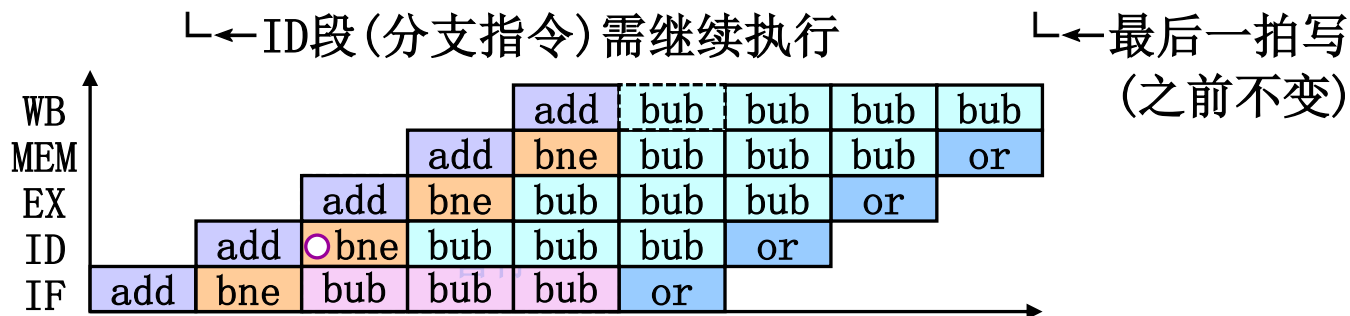 ←ID段(分支指令)需继续执行 ←最后一拍写
(之前不变)
WB add bub bub bub bub
MEM add bne bub bub bub or
EX add bne bub bub bub or
ID add bne bub bub bub or
IF add bne bub bub bub or